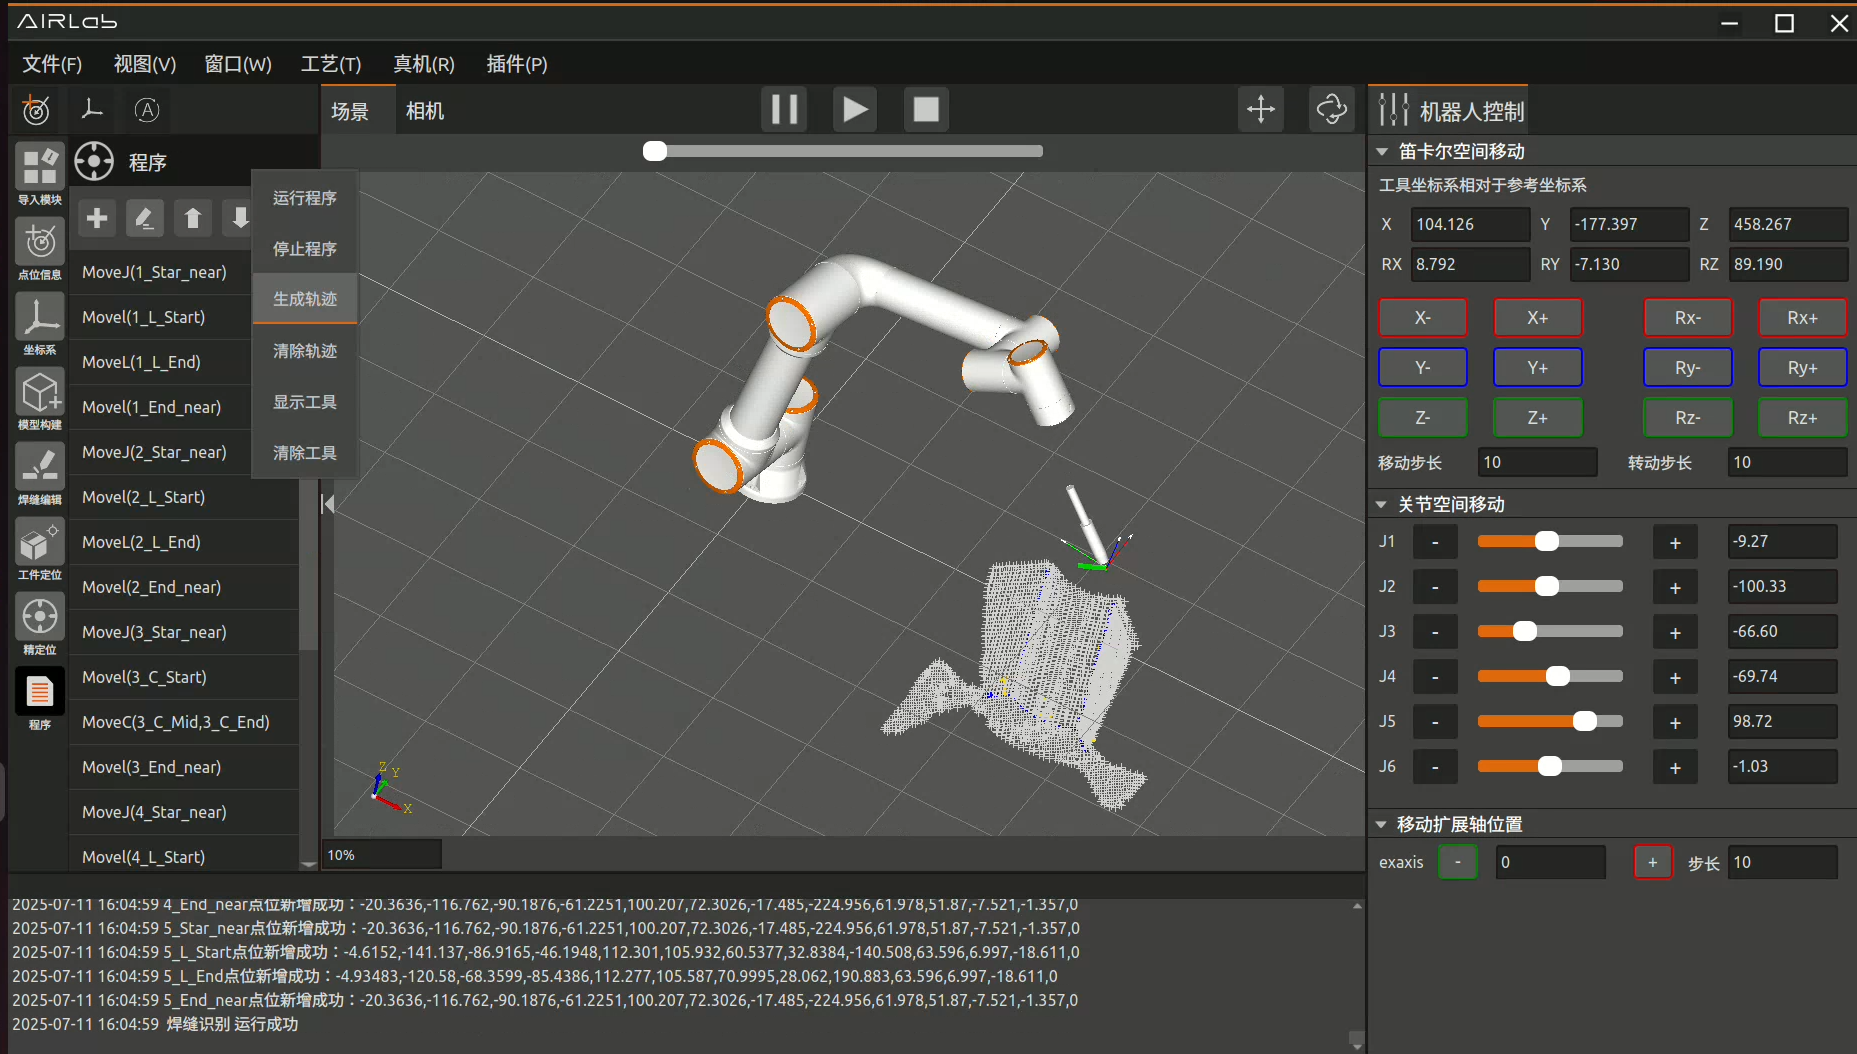 AIRLab
文件(F) 视图(V) 窗口(W) 工艺(T) 真机(R) 插件(P)
场景 相机
机器人控制
导入模块
点位信息
坐标系
模型构建
焊缝编辑
工件定位
精定位
程序
程序
MoveJ(1_Star_near)
Movel(1_L_Start)
MoveL(1_L_End)
Movel(1_End_near)
MoveJ(2_Star_near)
Movel(2_L_Start)
MoveL(2_L_End)
Movel(2_End_near)
MoveJ(3_Star_near)
Movel(3_C_Start)
MoveC(3_C_Mid,3_C_End)
Movel(3_End_near)
MoveJ(4_Star_near)
Movel(4_L_Start)
运行程序
停止程序
生成轨迹
清除轨迹
显示工具
清除工具
Z Y X
10%
笛卡尔空间移动
工具坐标系相对于参考坐标系
X 104.126 Y -177.397 Z 458.267
RX 8.792 RY -7.130 RZ 89.190
X- X+ Rx- Rx+
Y- Y+ Ry- Ry+
Z- Z+ Rz- Rz+
移动步长 10 转动步长 10
关节空间移动
J1 - + -9.27
J2 - + -100.33
J3 - + -66.60
J4 - + -69.74
J5 - + 98.72
J6 - + -1.03
移动扩展轴位置
exaxis - 0 + 步长 10
2025-07-11 16:04:59 4_End_near点位新增成功：-20.3636,-116.762,-90.1876,-61.2251,100.207,72.3026,-17.485,-224.956,61.978,51.87,-7.521,-1.357,0
2025-07-11 16:04:59 5_Star_near点位新增成功：-20.3636,-116.762,-90.1876,-61.2251,100.207,72.3026,-17.485,-224.956,61.978,51.87,-7.521,-1.357,0
2025-07-11 16:04:59 5_L_Start点位新增成功：-4.6152,-141.137,-86.9165,-46.1948,112.301,105.932,60.5377,32.8384,-140.508,63.596,6.997,-18.611,0
2025-07-11 16:04:59 5_L_End点位新增成功：-4.93483,-120.58,-68.3599,-85.4386,112.277,105.587,70.9995,28.062,190.883,63.596,6.997,-18.611,0
2025-07-11 16:04:59 5_End_near点位新增成功：-20.3636,-116.762,-90.1876,-61.2251,100.207,72.3026,-17.485,-224.956,61.978,51.87,-7.521,-1.357,0
2025-07-11 16:04:59 焊缝识别 运行成功